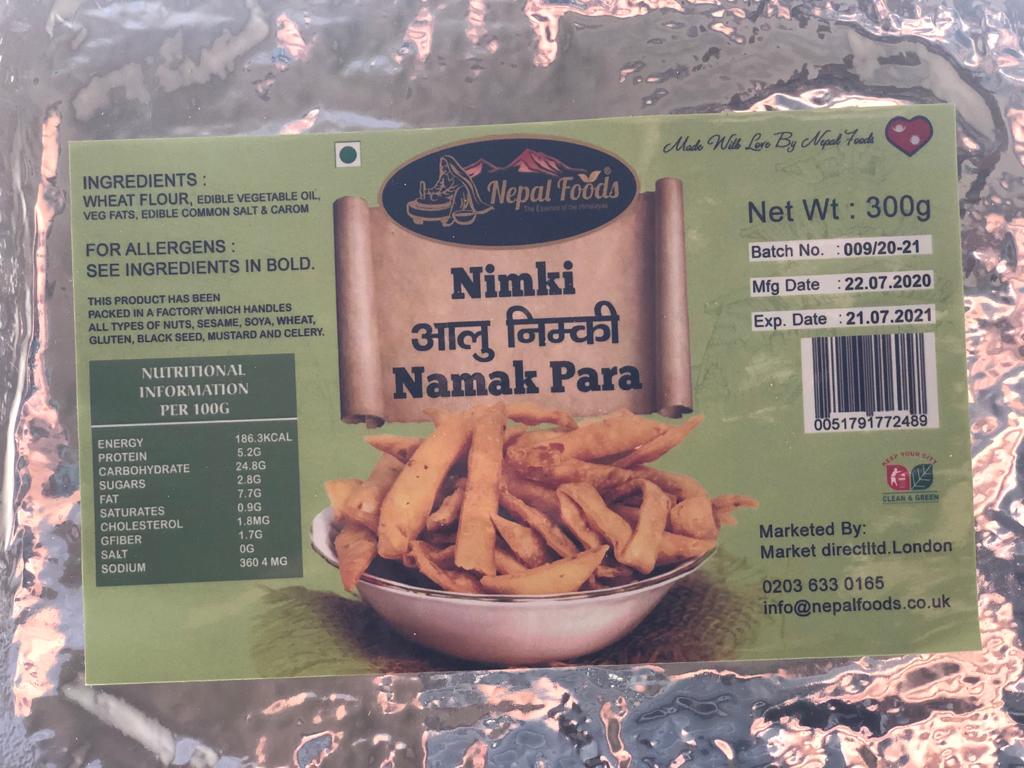 Made With Love By Nepal Foods
Nepal Foods
The Essence of the Himalayas
Nimki
आलु निम्की
Namak Para
INGREDIENTS :
WHEAT FLOUR, EDIBLE VEGETABLE OIL,
VEG FATS, EDIBLE COMMON SALT & CAROM
FOR ALLERGENS :
SEE INGREDIENTS IN BOLD.
THIS PRODUCT HAS BEEN
PACKED IN A FACTORY WHICH HANDLES
ALL TYPES OF NUTS, SESAME, SOYA, WHEAT,
GLUTEN, BLACK SEED, MUSTARD AND CELERY.
NUTRITIONAL
INFORMATION
PER 100G
ENERGY 186.3KCAL
PROTEIN 5.2G
CARBOHYDRATE 24.8G
SUGARS 2.8G
FAT 7.7G
SATURATES 0.9G
CHOLESTEROL 1.8MG
GFIBER 1.7G
SALT 0G
SODIUM 360 4 MG
Net Wt : 300g
Batch No. : 009/20-21
Mfg Date : 22.07.2020
Exp. Date : 21.07.2021
0051791772489
KEEP YOUR CITY
CLEAN & GREEN
Marketed By:
Market directltd.London
0203 633 0165
info@nepalfoods.co.uk